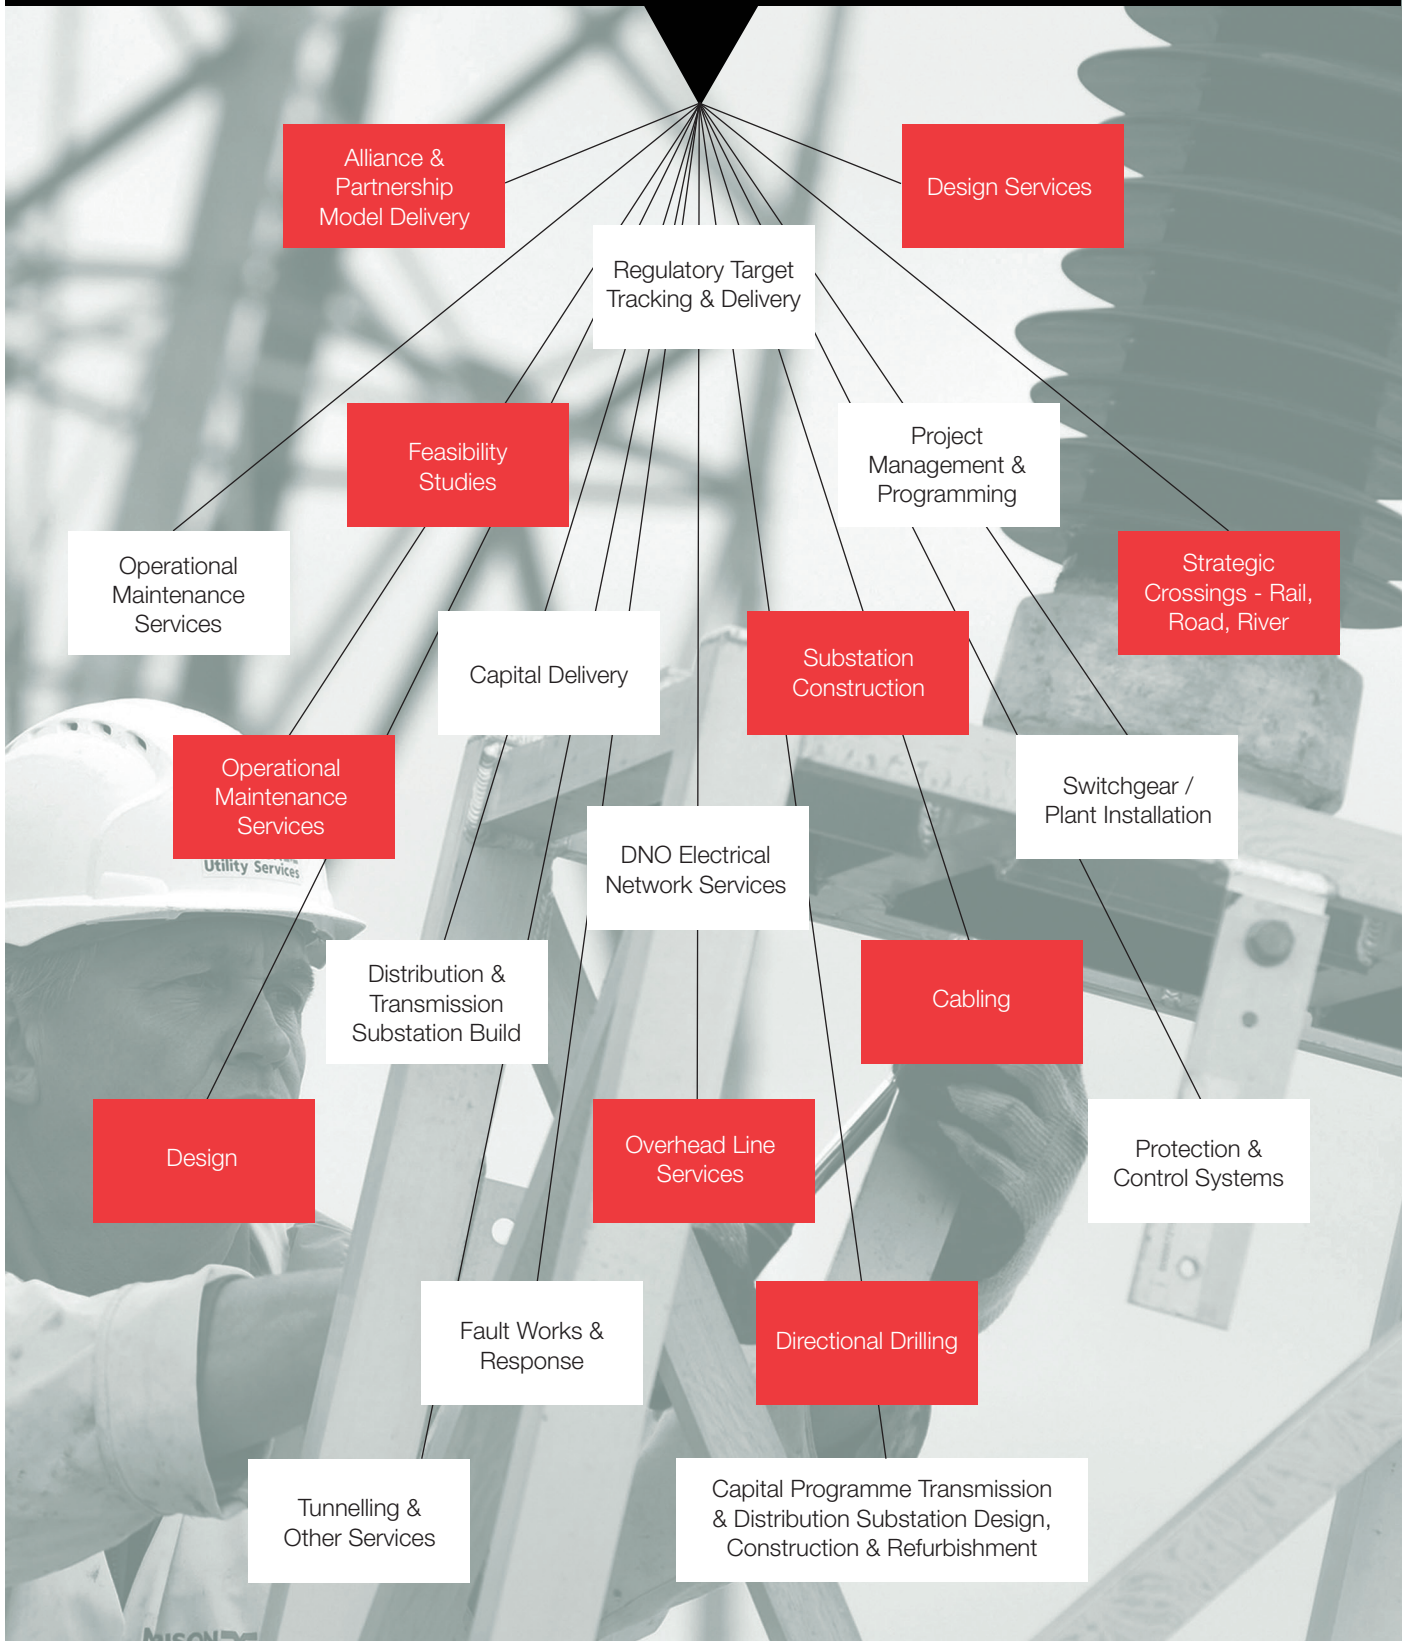 Alliance &
Partnership
Model Delivery
Design Services
Regulatory Target
Tracking & Delivery
Feasibility
Studies
Project
Management &
Programming
Operational
Maintenance
Services
Strategic
Crossings - Rail,
Road, River
Capital Delivery
Substation
Construction
Operational
Maintenance
Services
Switchgear /
Plant Installation
Utility Services
DNO Electrical
Network Services
Distribution &
Transmission
Substation Build
Cabling
Design
Overhead Line
Services
Protection &
Control Systems
Fault Works &
Response
Directional Drilling
Tunnelling &
Other Services
Capital Programme Transmission
& Distribution Substation Design,
Construction & Refurbishment